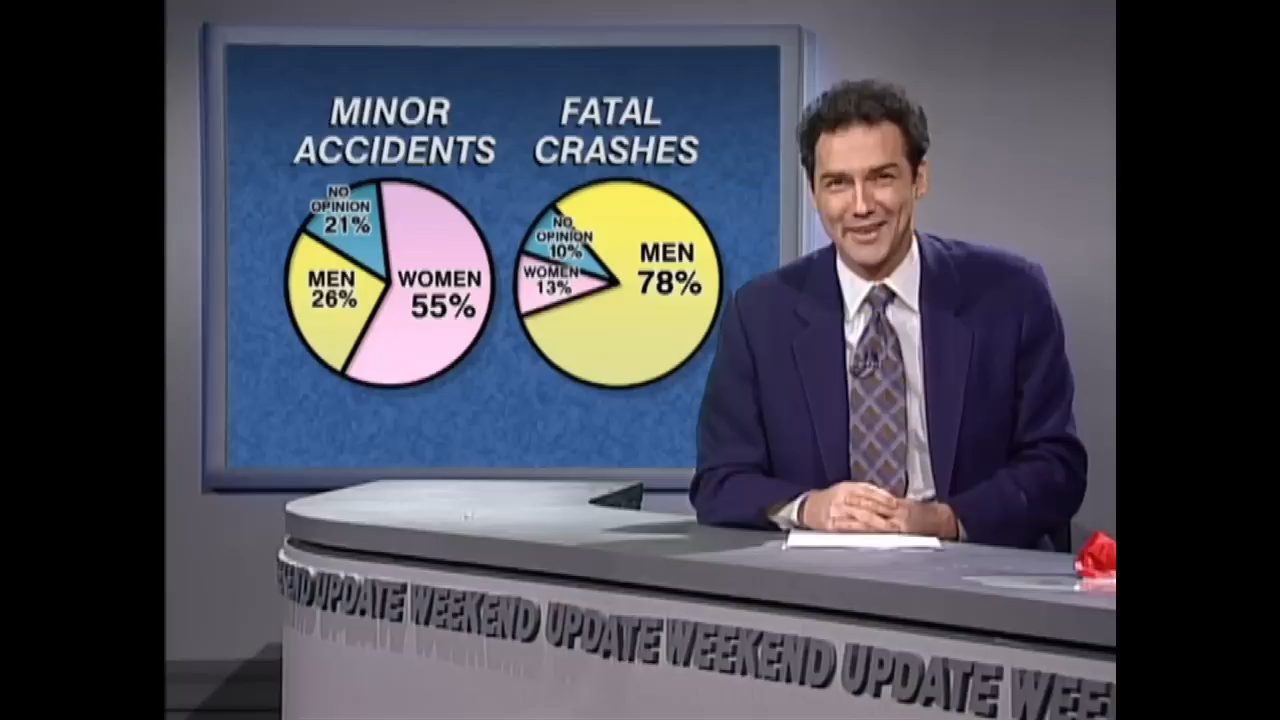 MINOR
ACCIDENTS
NO
OPINION
21%
MEN
26%
WOMEN
55%
FATAL
CRASHES
NO
OPINION
10%
WOMEN
13%
MEN
78%
UPDATE WEEKEND UPDATE WEEKEND UPDATE